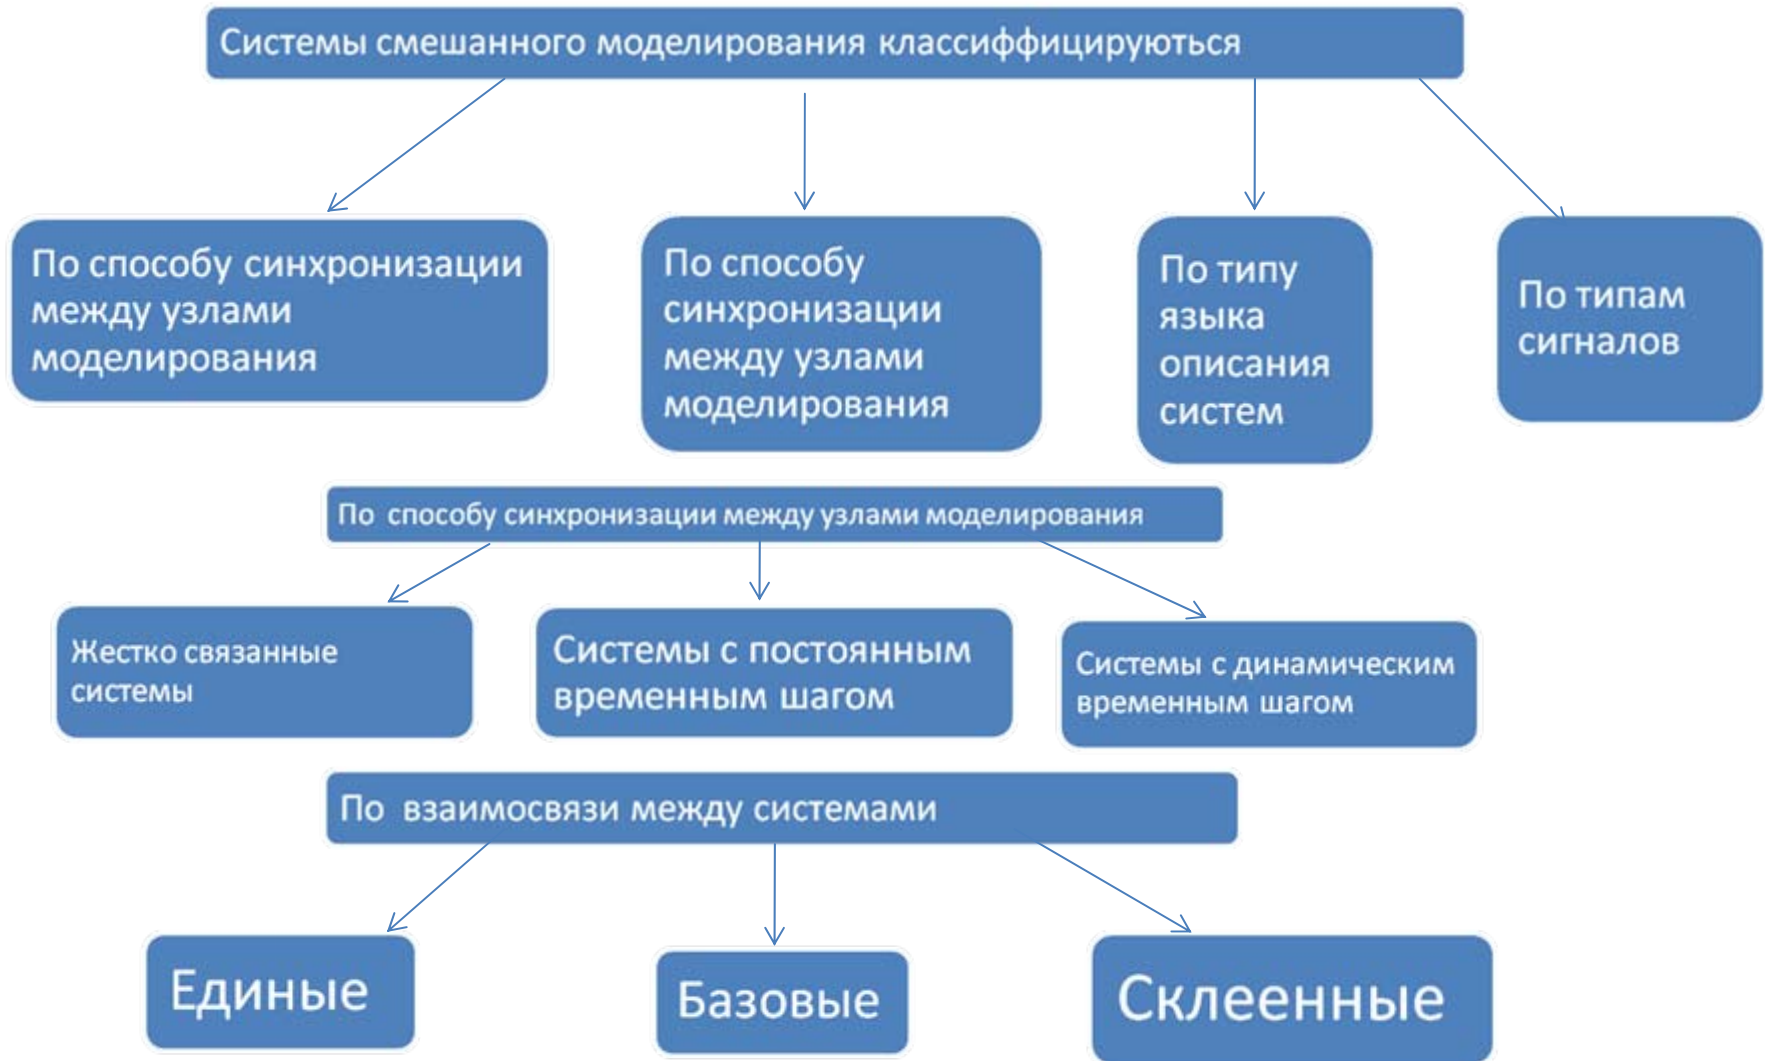 Системы смешанного моделирования классиффицируються
По способу синхронизации
между узлами
моделирования
По способу
синхронизации
между узлами
моделирования
По типу
языка
описания
систем
По типам
сигналов
По способу синхронизации между узлами моделирования
Жестко связанные
системы
Системы с постоянным
временным шагом
Системы с динамическим
временным шагом
По взаимосвязи между системами
Единые
Базовые
Склеенные